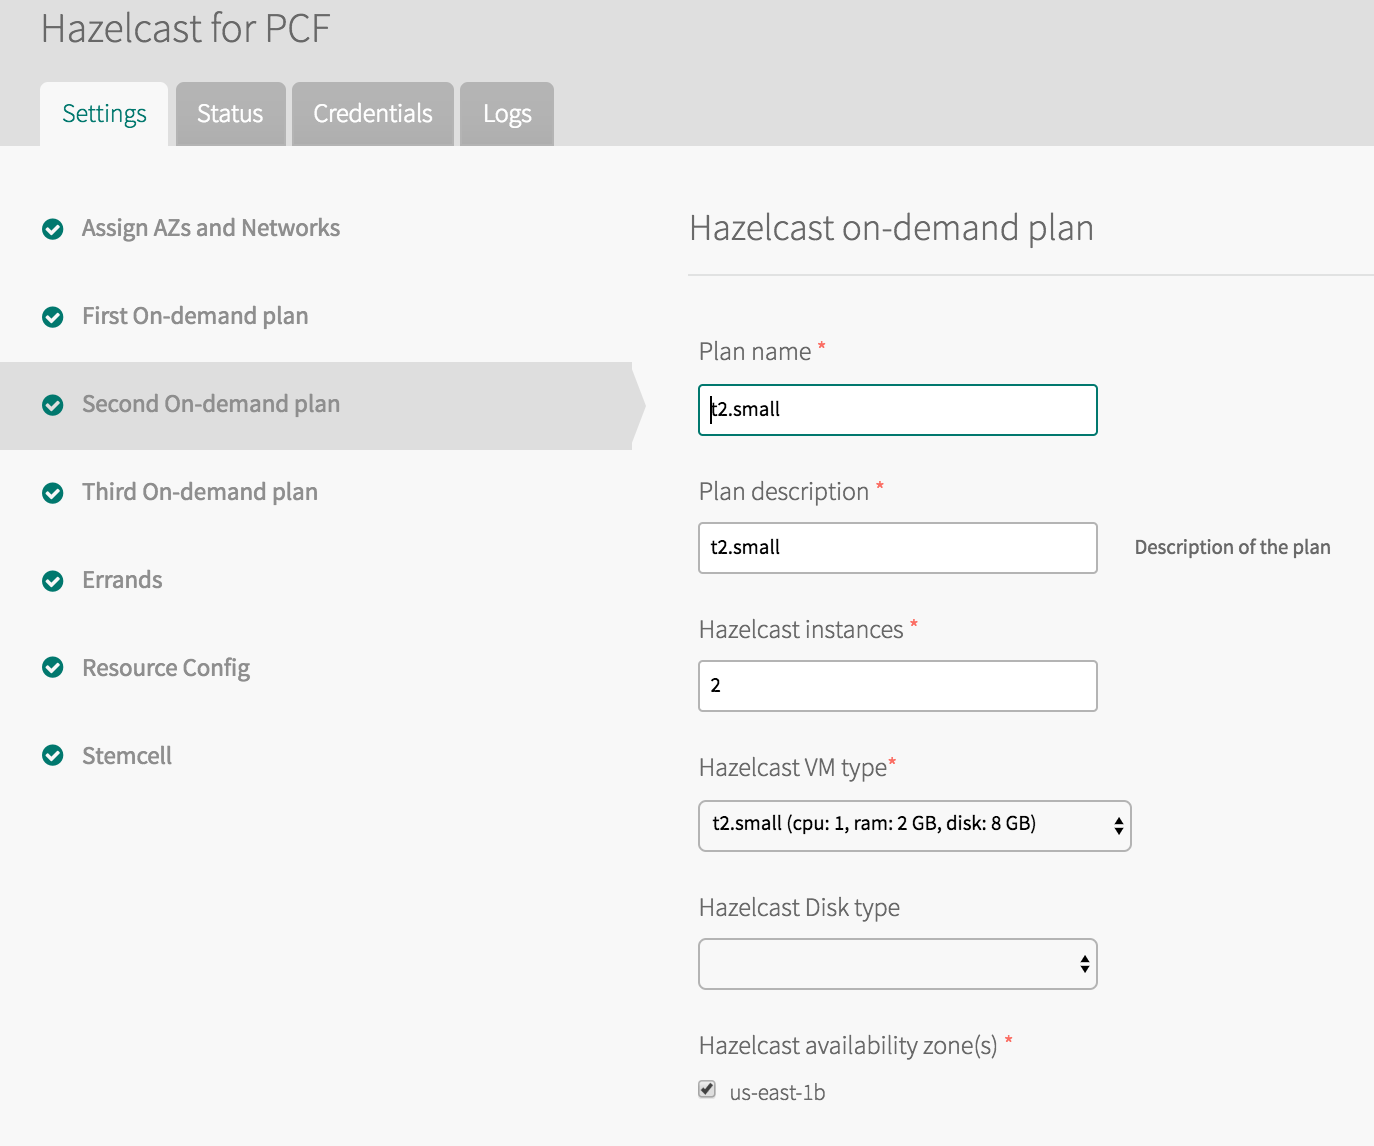 Hazelcast for PCF
Settings
Status
Credentials
Logs
Assign AZs and Networks
First On-demand plan
Second On-demand plan
Third On-demand plan
Errands
Resource Config
Stemcell
Hazelcast on-demand plan
Plan name *
t2.small
Plan description *
t2.small
Description of the plan
Hazelcast instances *
2
Hazelcast VM type*
t2.small (cpu: 1, ram: 2 GB, disk: 8 GB)
Hazelcast Disk type
Hazelcast availability zone(s) *
us-east-1b